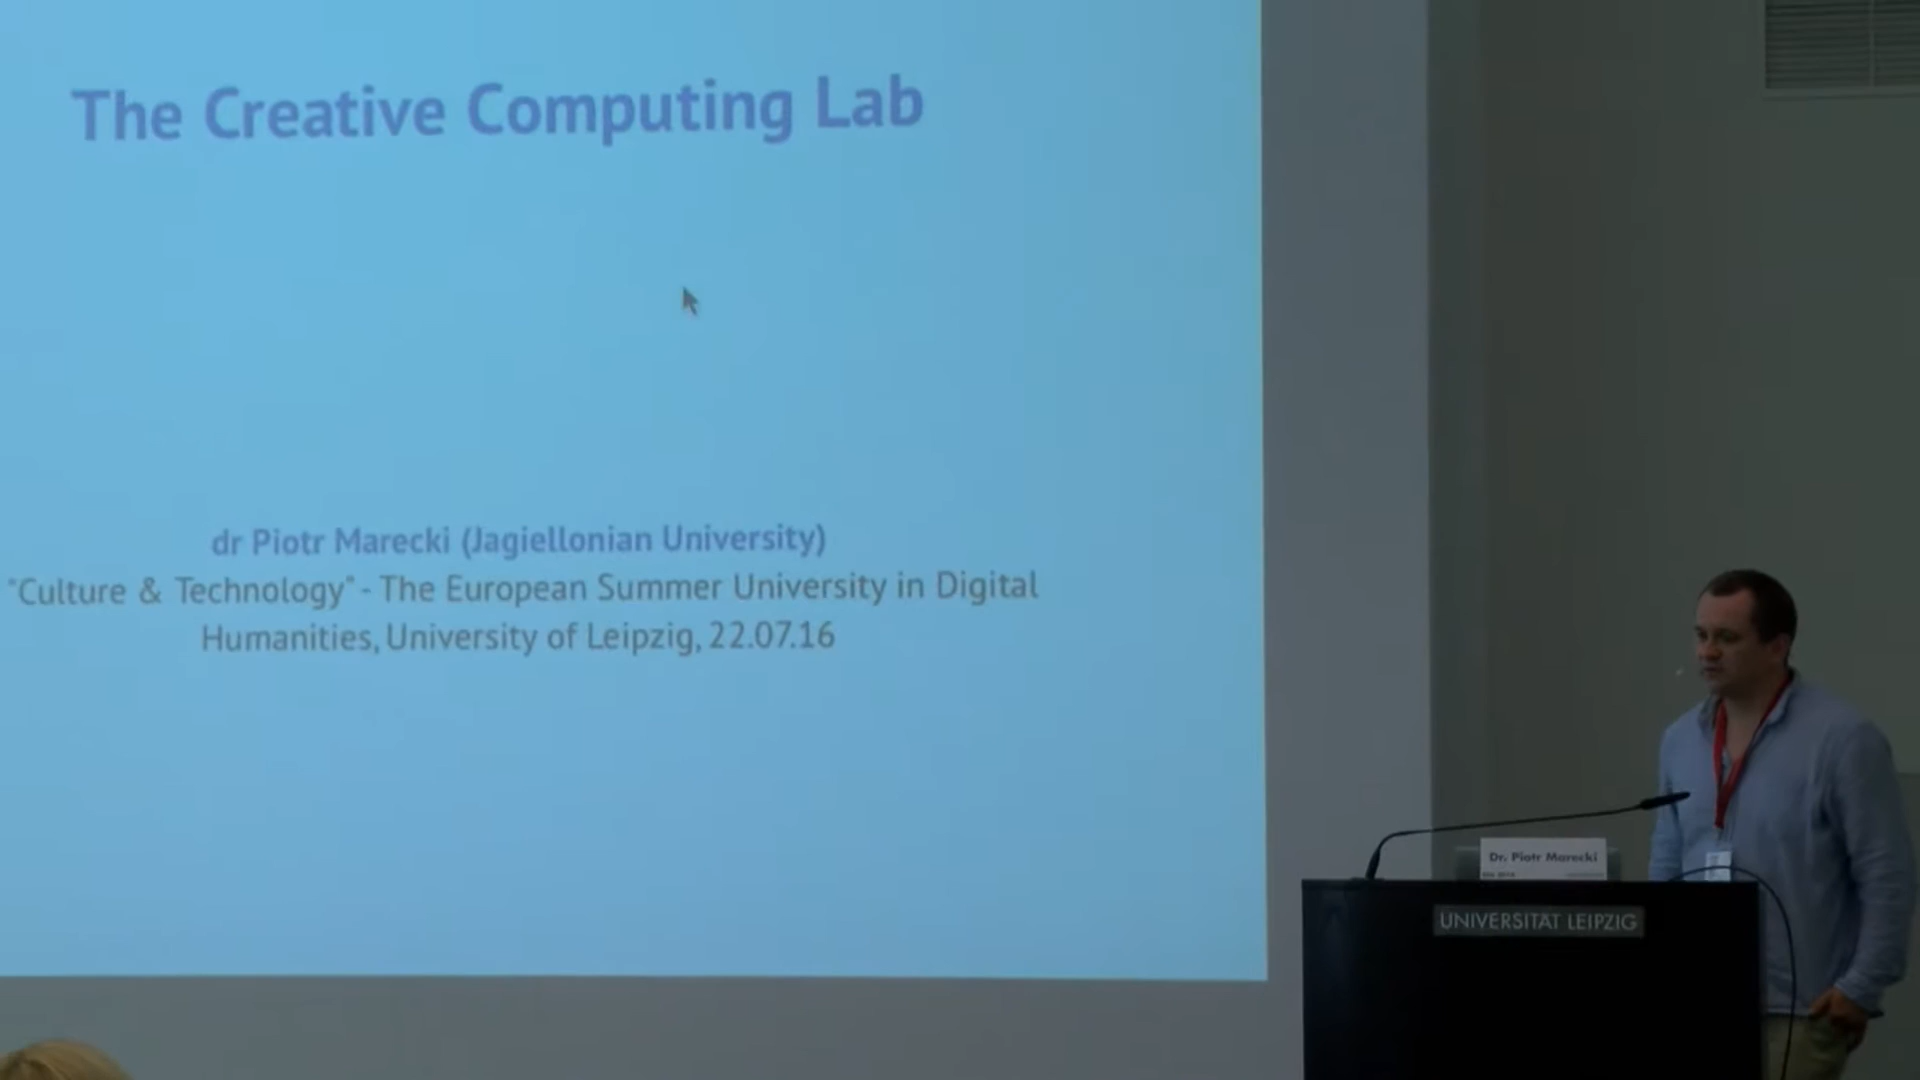 The Creative Computing Lab
dr Piotr Marecki (Jagiellonian University)
"Culture & Technology" - The European Summer University in Digital
Humanities, University of Leipzig, 22.07.16
Dr. Piotr Marecki
UNIVERSITÄT LEIPZIG